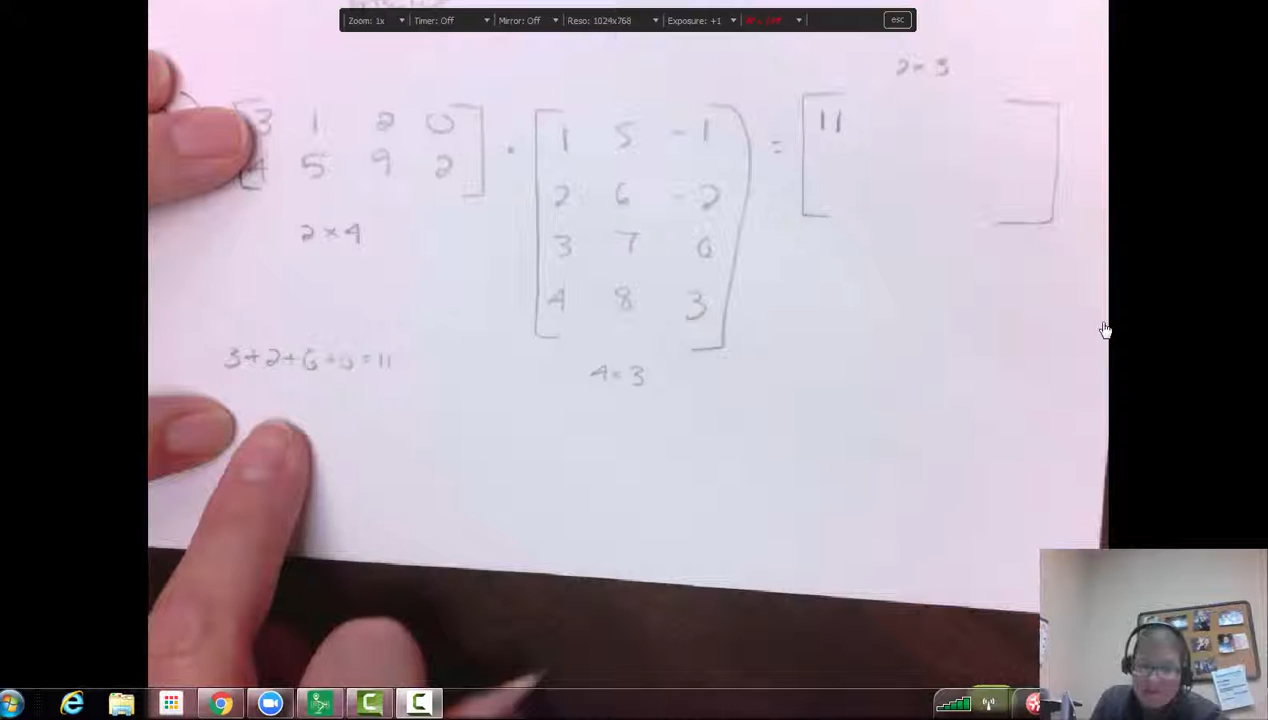 Zoom: 1x Timer: Off Mirror: Off Reso: 1024x768 Exposure: +1 esc
2 × 3
3 1 2 0
4 5 9 2
2 × 4
·
1 5 -1
2 6 -2
3 7 0
4 8 3
4 × 3
=
11
3+2+6+0=11